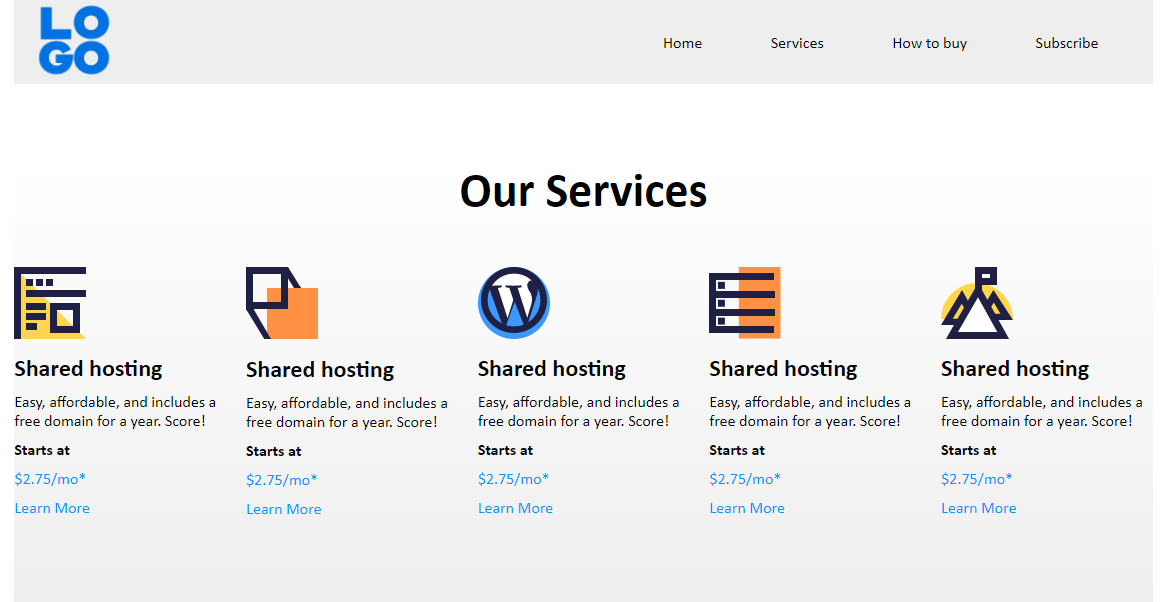 LO
GO
Home Services How to buy Subscribe
Our Services
W
Shared hosting
Easy, affordable, and includes a
free domain for a year. Score!
Starts at
$2.75/mo*
Learn More
Shared hosting
Easy, affordable, and includes a
free domain for a year. Score!
Starts at
$2.75/mo*
Learn More
Shared hosting
Easy, affordable, and includes a
free domain for a year. Score!
Starts at
$2.75/mo*
Learn More
Shared hosting
Easy, affordable, and includes a
free domain for a year. Score!
Starts at
$2.75/mo*
Learn More
Shared hosting
Easy, affordable, and includes a
free domain for a year. Score!
Starts at
$2.75/mo*
Learn More